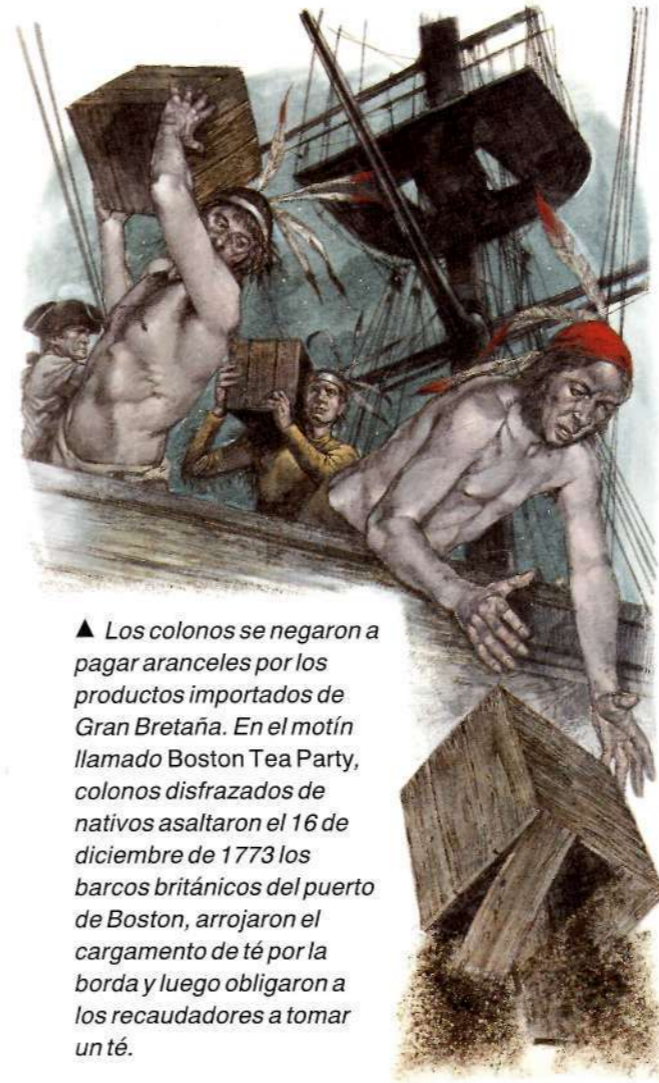 ▲ Los colonos se negaron a
pagar aranceles por los
productos importados de
Gran Bretaña. En el motín
llamado Boston Tea Party,
colonos disfrazados de
nativos asaltaron el 16 de
diciembre de 1773 los
barcos británicos del puerto
de Boston, arrojaron el
cargamento de té por la
borda y luego obligaron a
los recaudadores a tomar
un té.